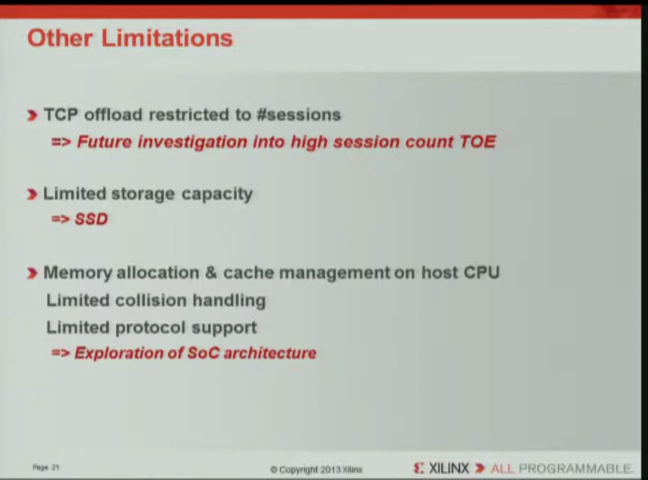 Other Limitations
TCP offload restricted to #sessions
=> Future investigation into high session count TOE
Limited storage capacity
=> SSD
Memory allocation & cache management on host CPU
Limited collision handling
Limited protocol support
=> Exploration of SoC architecture
Page 21
© Copyright 2013 Xilinx
XILINX ALL PROGRAMMABLE.